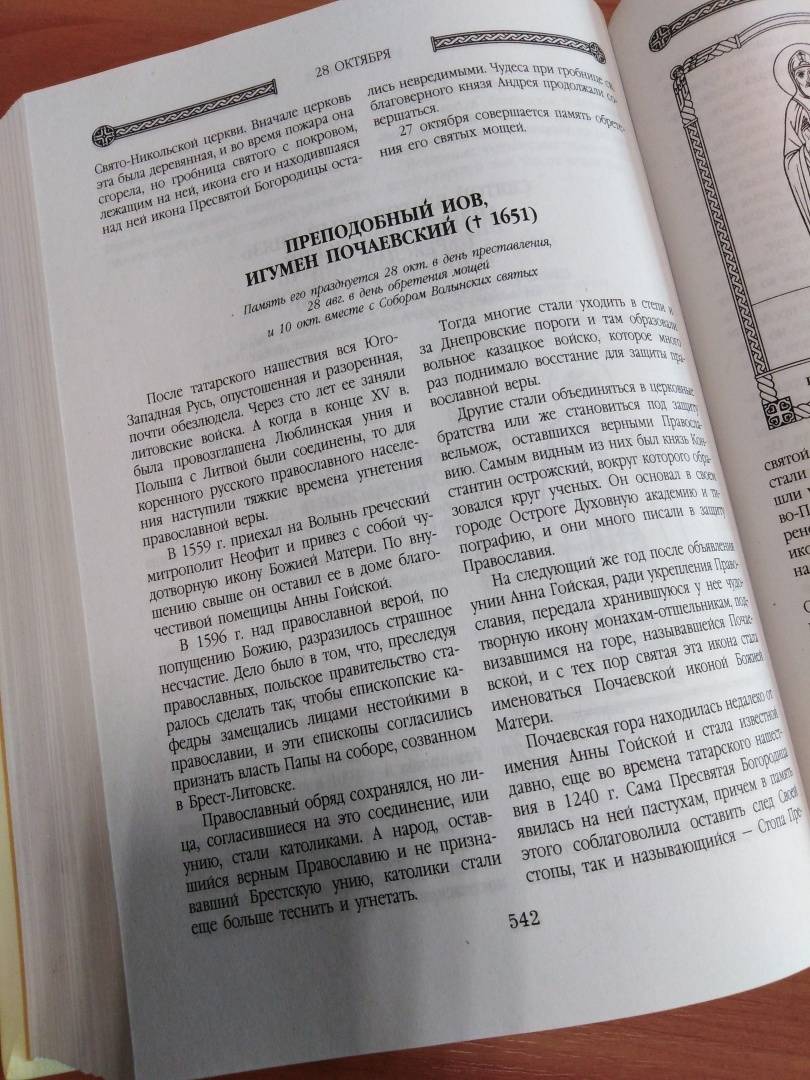 28 ОКТЯБРЯ
Свято-Никольской церкви. Вначале церковь
эта была деревянная, и во время пожара она
сгорела, но гробница святого с покровом,
лежащим на ней, икона его и находившаяся
над ней икона Пресвятой Богородицы оста-
лись невредимыми. Чудеса при гробнице св.
благоверного князя Андрея продолжали со-
вершаться.
27 октября совершается память обрете-
ния его святых мощей.
ПРЕПОДОБНЫЙ ИОВ,
ИГУМЕН ПОЧАЕВСКИЙ († 1651)
Память его празднуется 28 окт. в день преставления,
28 авг. в день обретения мощей
и 10 окт. вместе с Собором Волынских святых
После татарского нашествия вся Юго-
Западная Русь, опустошенная и разоренная,
почти обезлюдела. Через сто лет ее заняли
литовские войска. А когда в конце XV в.
была провозглашена Люблинская уния и
Польша с Литвой были соединены, то для
коренного русского православного населе-
ния наступили тяжкие времена угнетения
православной веры.
В 1559 г. приехал на Волынь греческий
митрополит Неофит и привез с собой чу-
дотворную икону Божией Матери. По вну-
шению свыше он оставил ее в доме благо-
честивой помещицы Анны Гойской.
В 1596 г. над православной верой, по
попущению Божию, разразилось страшное
несчастие. Дело было в том, что, преследуя
православных, польское правительство ста-
ралось сделать так, чтобы епископские ка-
федры замещались лицами нестойкими в
православии, и эти епископы согласились
признать власть Папы на соборе, созванном
в Брест-Литовске.
Православный обряд сохранялся, но ли-
ца, согласившиеся на это соединение, или
унию, стали католиками. А народ, остав-
шийся верным Православию и не призна-
вавший Брестскую унию, католики стали
еще больше теснить и угнетать.
Тогда многие стали уходить в степи и
за Днепровские пороги и там образовали
вольное казацкое войско, которое много
раз поднимало восстание для защиты пра-
вославной веры.
Другие стали объединяться в церковные
братства или же становиться под защиту
вельмож, оставшихся верными Правосла-
вию. Самым видным из них был князь Кон-
стантин острожский, вокруг которого обра-
зовался круг ученых. Он основал в своем
городе Остроге Духовную академию и ти-
пографию, и они много писали в защиту
Православия.
На следующий же год после объявления
унии Анна Гойская, ради укрепления Право-
славия, передала хранившуюся у нее чудо-
творную икону монахам-отшельникам, под-
визавшимся на горе, называвшейся Почаев-
вской, и с тех пор святая эта икона стала
именоваться Почаевской иконой Божией
Матери.
Почаевская гора находилась недалеко от
имения Анны Гойской и стала известной
давно, еще во времена татарского нашест-
вия в 1240 г. Сама Пресвятая Богородица
явилась на ней пастухам, причем в память
этого соблаговолила оставить след Своей
стопы, так и называющийся — Стопа Пре-
542
святой
стали
шли
во-П
рен
ико
на